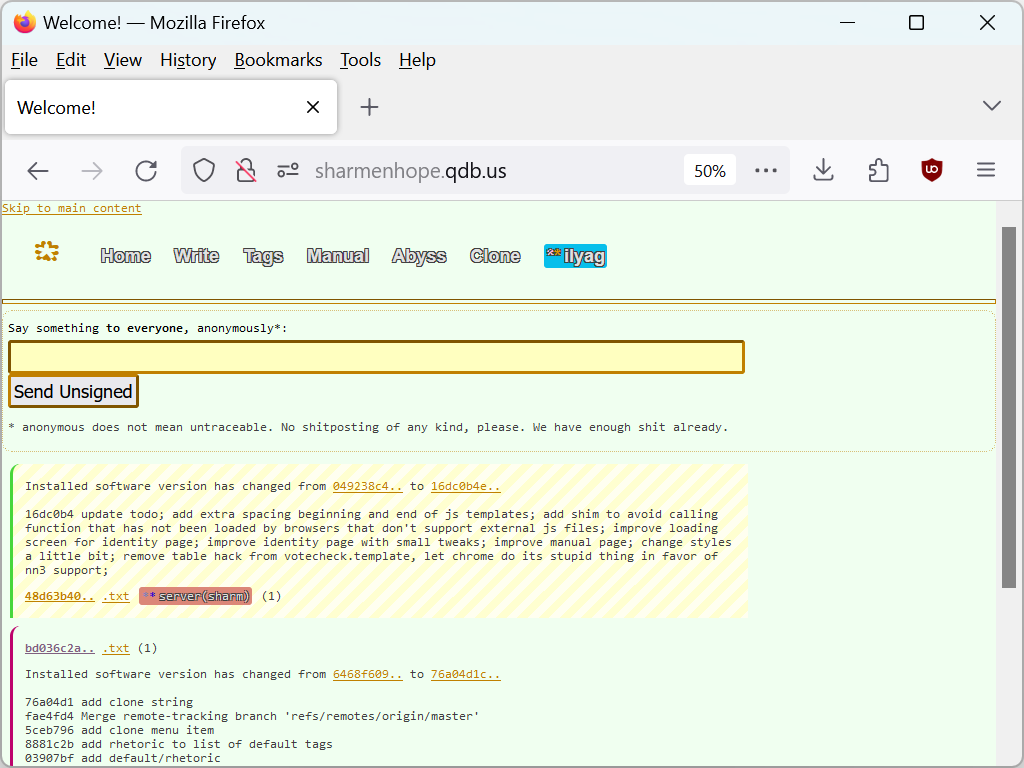 Welcome! — Mozilla Firefox
File Edit View History Bookmarks Tools Help
Welcome!
sharmenhope.qdb.us 50%
Skip to main content
Home Write Tags Manual Abyss Clone **ilyag
Say something to everyone, anonymously*:
Send Unsigned
* anonymous does not mean untraceable. No shitposting of any kind, please. We have enough shit already.
Installed software version has changed from 049238c4.. to 16dc0b4e..
16dc0b4 update todo; add extra spacing beginning and end of js templates; add shim to avoid calling
function that has not been loaded by browsers that don't support external js files; improve loading
screen for identity page; improve identity page with small tweaks; improve manual page; change styles
a little bit; remove table hack from votecheck.template, let chrome do its stupid thing in favor of
nn3 support;
48d63b40.. .txt **server(sharm) (1)
bd036c2a.. .txt (1)
Installed software version has changed from 6468f609.. to 76a04d1c..
76a04d1 add clone string
fae4fd4 Merge remote-tracking branch 'refs/remotes/origin/master'
5ceb796 add clone menu item
8881c2b add rhetoric to list of default tags
03907bf add default/rhetoric